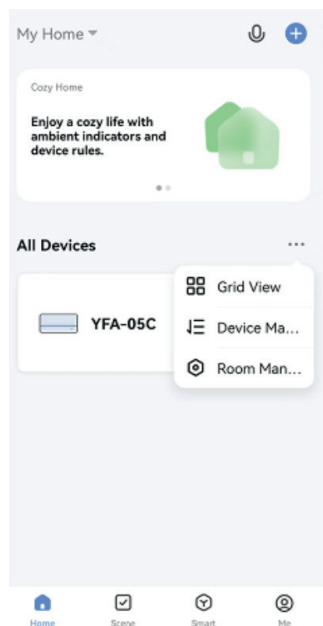 My Home
Cozy Home
Enjoy a cozy life with
ambient indicators and
device rules.
All Devices
Grid View
YFA-05C
Device Ma...
Room Man...
Home
Scene
Smart
Me